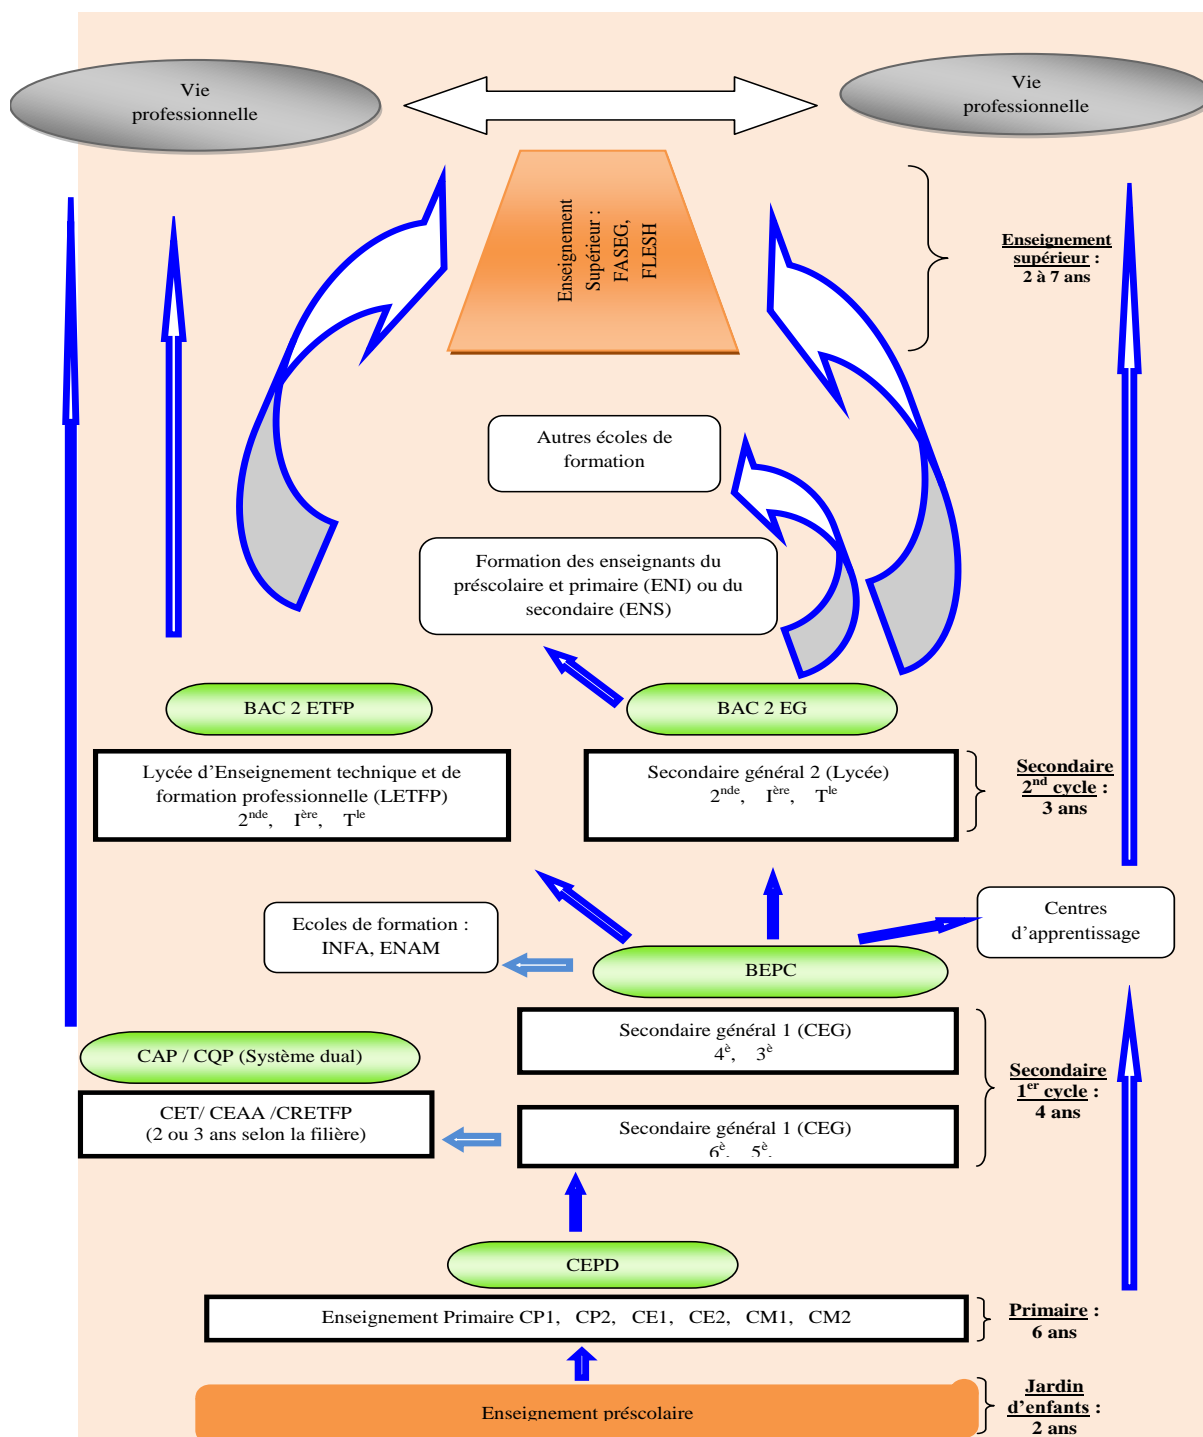 Vie
professionnelle
Vie
professionnelle
Enseignement
Supérieur :
FASEG,
FLESH
Enseignement
supérieur :
2 à 7 ans
Autres écoles de
formation
Formation des enseignants du
préscolaire et primaire (ENI) ou du
secondaire (ENS)
BAC 2 ETFP
BAC 2 EG
Lycée d’Enseignement technique et de
formation professionnelle (LETFP)
2nde, Ière, Tle
Secondaire général 2 (Lycée)
2nde, Ière, Tle
Secondaire
2nd cycle :
3 ans
Ecoles de formation :
INFA, ENAM
Centres
d’apprentissage
BEPC
Secondaire général 1 (CEG)
4è, 3è
CAP / CQP (Système dual)
CET/ CEAA /CRETFP
(2 ou 3 ans selon la filière)
Secondaire général 1 (CEG)
6è, 5è.
Secondaire
1er cycle :
4 ans
CEPD
Enseignement Primaire CP1, CP2, CE1, CE2, CM1, CM2
Primaire :
6 ans
Enseignement préscolaire
Jardin
d’enfants :
2 ans